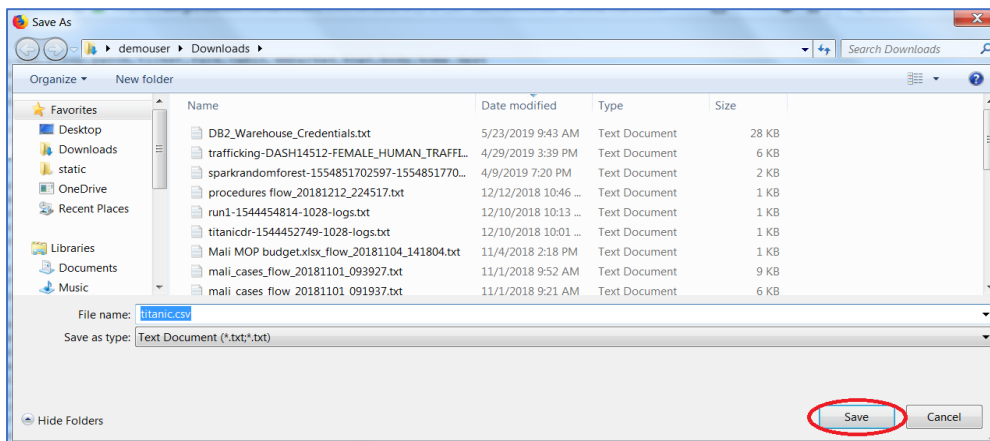 Save As
demouser Downloads Search Downloads
Organize New folder
Name Date modified Type Size
Favorites
Desktop
Downloads
static
OneDrive
Recent Places
Libraries
Documents
Music
DB2_Warehouse_Credentials.txt 5/23/2019 9:43 AM Text Document 28 KB
trafficking-DASH14512-FEMALE_HUMAN_TRAFFI... 4/29/2019 3:39 PM Text Document 6 KB
sparkrandomforest-1554851702597-1554851770... 4/9/2019 7:20 PM Text Document 2 KB
procedures flow_20181212_224517.txt 12/12/2018 10:46 ... Text Document 1 KB
run1-1544454814-1028-logs.txt 12/10/2018 10:13 ... Text Document 1 KB
titanicdr-1544452749-1028-logs.txt 12/10/2018 10:01 ... Text Document 1 KB
Mali MOP budget.xlsx_flow_20181104_141804.txt 11/4/2018 2:18 PM Text Document 1 KB
mali_cases_flow_20181101_093927.txt 11/1/2018 9:52 AM Text Document 9 KB
mali_cases_flow_20181101_091937.txt 11/1/2018 9:21 AM Text Document 6 KB
File name: titanic.csv
Save as type: Text Document (*.txt;*.txt)
Hide Folders Save Cancel